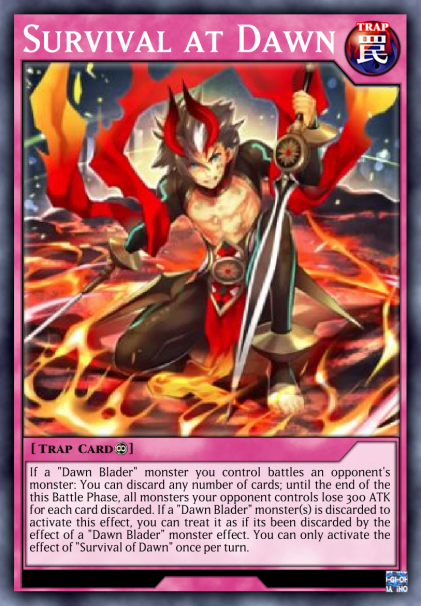 SURVIVAL AT DAWN
TRAP
罠
[TRAP CARD]
If a "Dawn Blader" monster you control battles an opponent's
monster: You can discard any number of cards; until the end of the
this Battle Phase, all monsters your opponent controls lose 300 ATK
for each card discarded. If a "Dawn Blader" monster(s) is discarded to
activate this effect, you can treat it as if its been discarded by the
effect of a "Dawn Blader" monster effect. You can only activate the
effect of "Survival of Dawn" once per turn.